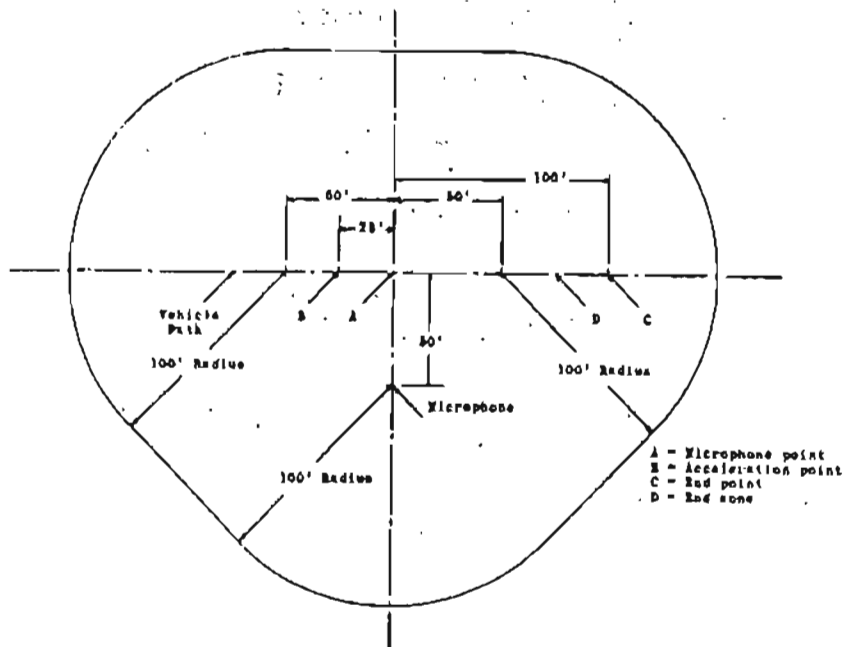 100'
50'
50'
25'
Vehicle
Path
B
A
D
C
50'
100' Radius
100' Radius
Microphone
100' Radius
A = Microphone point
B = Acceleration point
C = End point
D = End zone